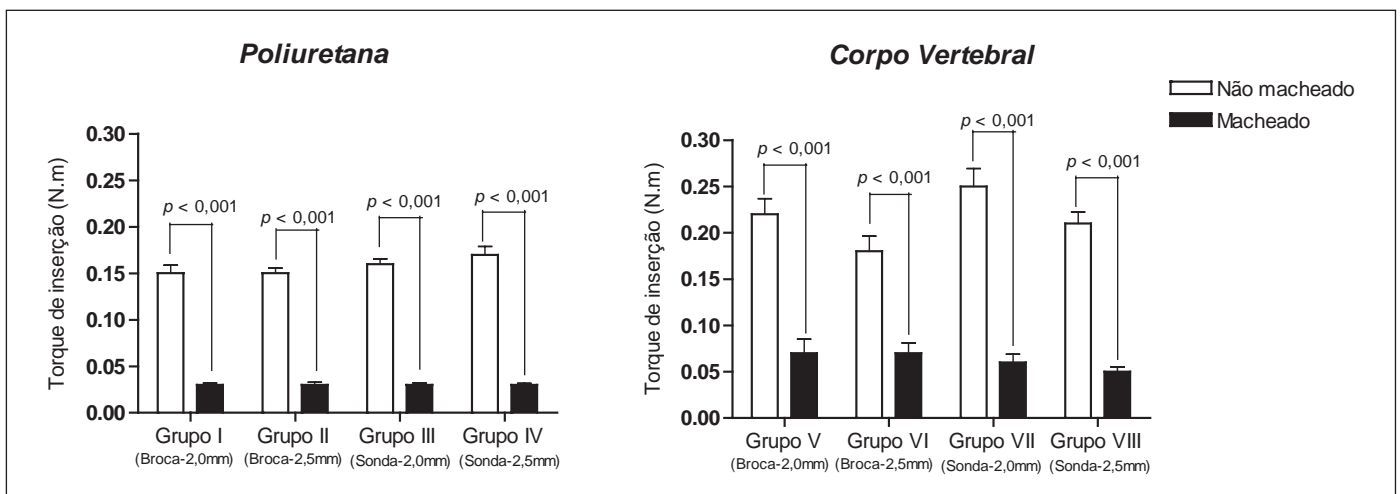 Poliuretana
Torque de inserção (N.m)
0.30
0.25
0.20
0.15
0.10
0.05
0.00
p < 0,001
p < 0,001
p < 0,001
p < 0,001
Grupo I
(Broca-2,0mm)
Grupo II
(Broca-2,5mm)
Grupo III
(Sonda-2,0mm)
Grupo IV
(Sonda-2,5mm)
Corpo Vertebral
Torque de inserção (N.m)
0.30
0.25
0.20
0.15
0.10
0.05
0.00
p < 0,001
p < 0,001
p < 0,001
p < 0,001
Grupo V
(Broca-2,0mm)
Grupo VI
(Broca-2,5mm)
Grupo VII
(Sonda-2,0mm)
Grupo VIII
(Sonda-2,5mm)
Não macheado
Macheado